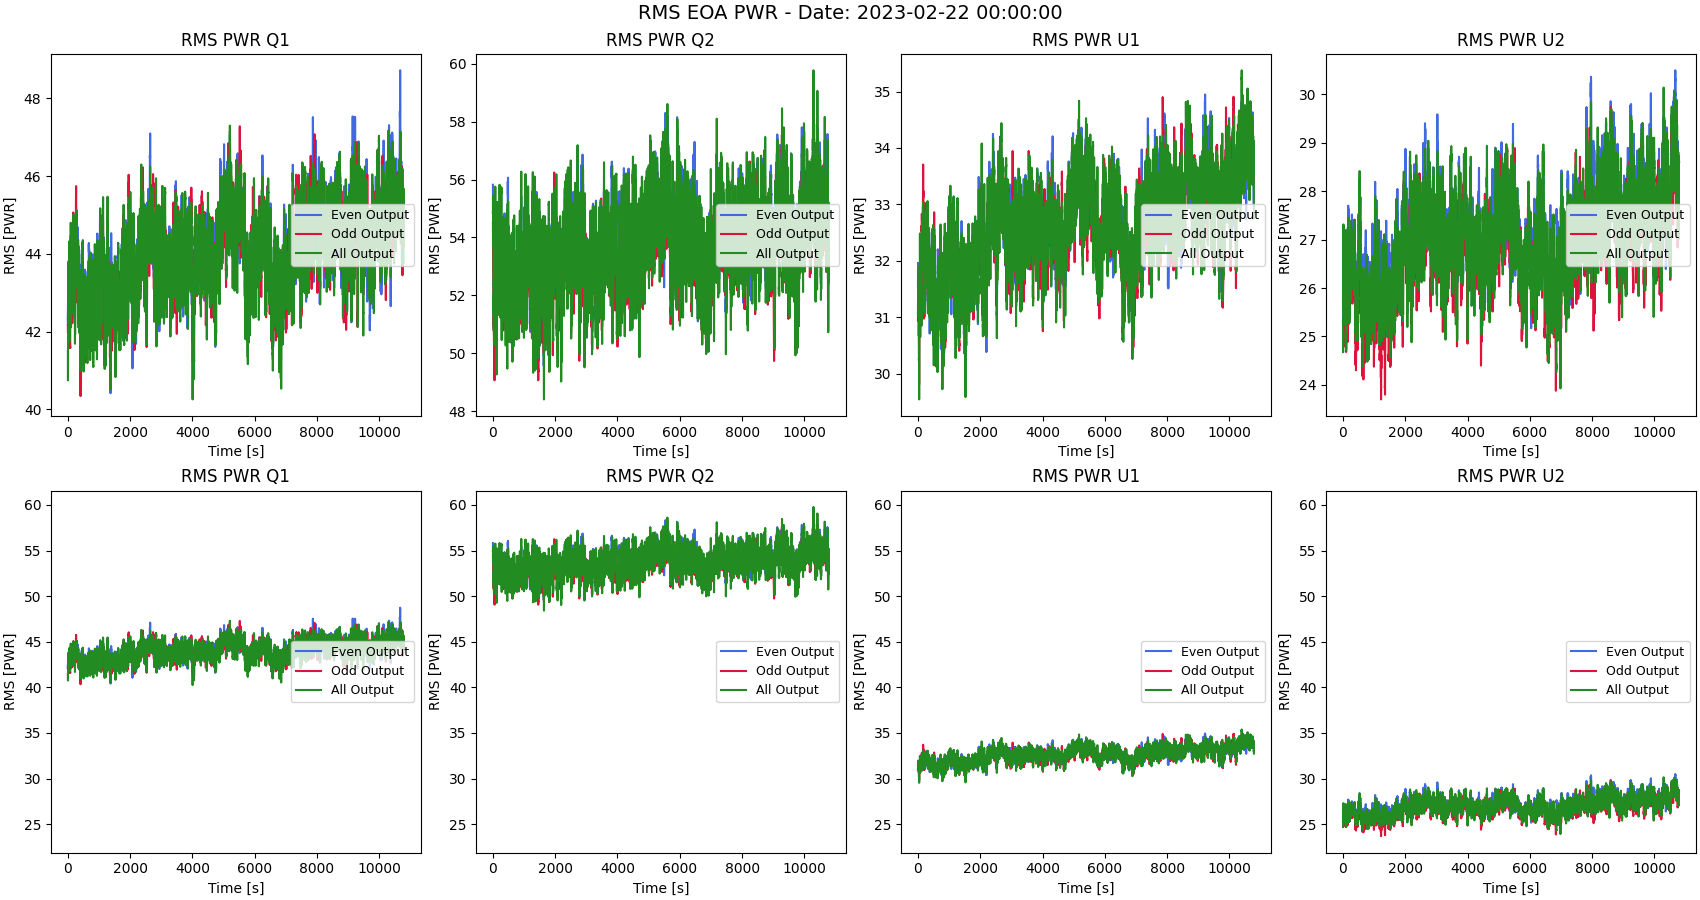 RMS EOA PWR - Date: 2023-02-22 00:00:00
RMS PWR Q1
RMS [PWR]
48
46
44
42
40
0 2000 4000 6000 8000 10000
Time [s]
Even Output
Odd Output
All Output
RMS PWR Q2
RMS [PWR]
60
58
56
54
52
50
48
0 2000 4000 6000 8000 10000
Time [s]
Even Output
Odd Output
All Output
RMS PWR U1
RMS [PWR]
35
34
33
32
31
30
0 2000 4000 6000 8000 10000
Time [s]
Even Output
Odd Output
All Output
RMS PWR U2
RMS [PWR]
30
29
28
27
26
25
24
0 2000 4000 6000 8000 10000
Time [s]
Even Output
Odd Output
All Output
RMS PWR Q1
RMS [PWR]
60
55
50
45
40
35
30
25
0 2000 4000 6000 8000 10000
Time [s]
Even Output
Odd Output
All Output
RMS PWR Q2
RMS [PWR]
60
55
50
45
40
35
30
25
0 2000 4000 6000 8000 10000
Time [s]
Even Output
Odd Output
All Output
RMS PWR U1
RMS [PWR]
60
55
50
45
40
35
30
25
0 2000 4000 6000 8000 10000
Time [s]
Even Output
Odd Output
All Output
RMS PWR U2
RMS [PWR]
60
55
50
45
40
35
30
25
0 2000 4000 6000 8000 10000
Time [s]
Even Output
Odd Output
All Output